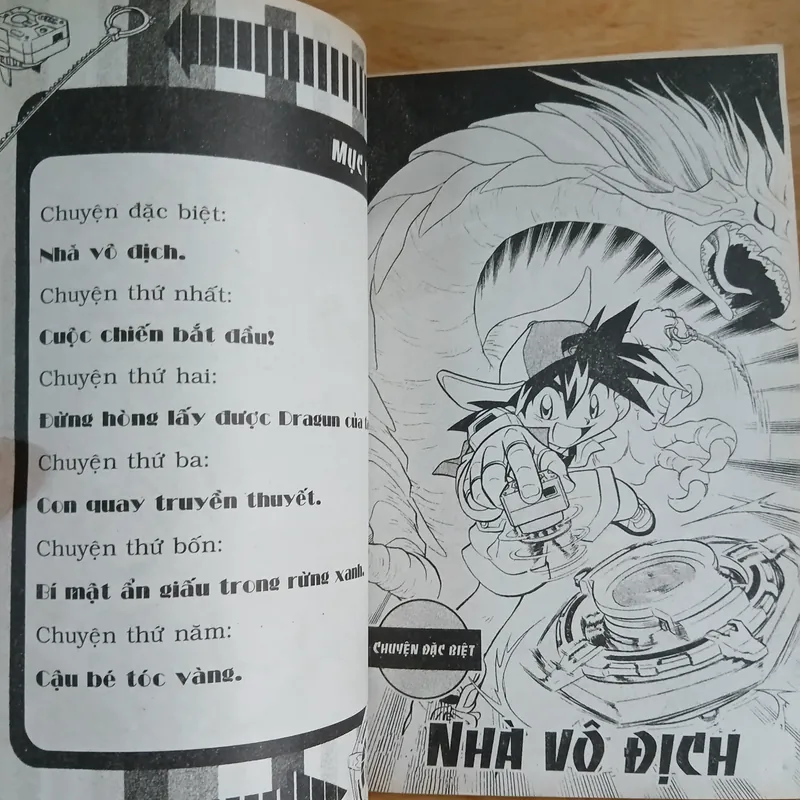 MỤC
Chuyện đặc biệt:
Nhà vô địch.
Chuyện thứ nhất:
Cuộc chiến bắt đầu!
Chuyện thứ hai:
Đừng hòng lấy được Dragun của
Chuyện thứ ba:
Con quay truyền thuyết.
Chuyện thứ bốn:
Bí mật ẩn giấu trong rừng xanh.
Chuyện thứ năm:
Cậu bé tóc vàng.
CHUYỆN ĐẶC BIỆT
NHÀ VÔ ĐỊCH